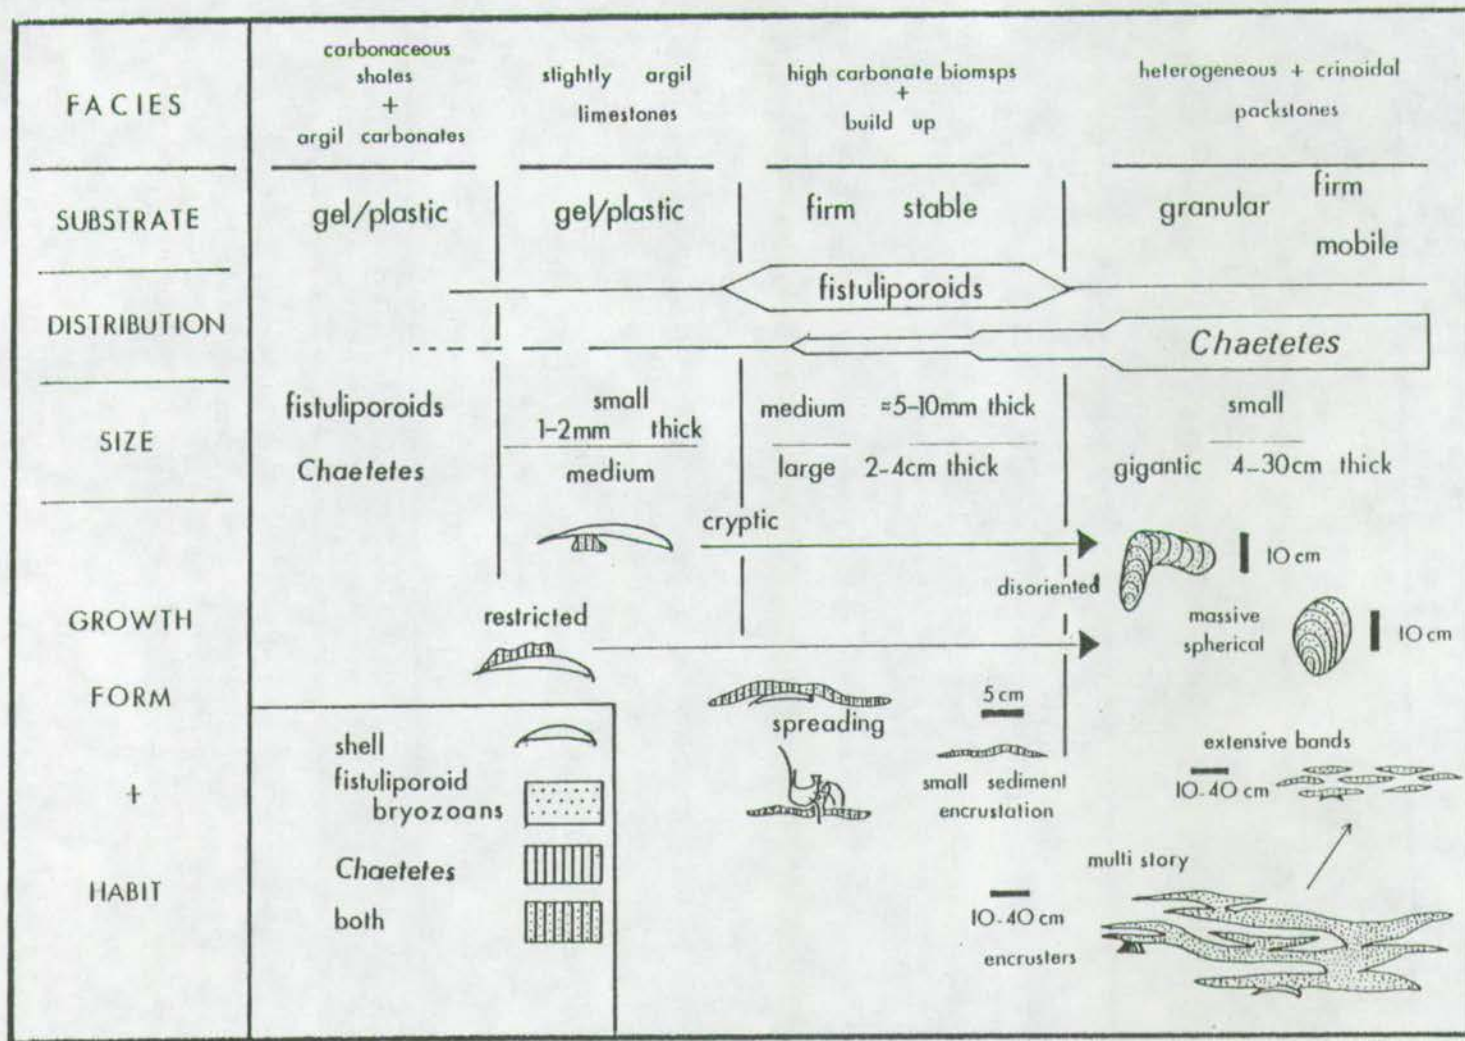 FACIES
carbonaceous
shales
+
argil carbonates
slightly argil
limestones
high carbonate biomsps
+
build up
heterogeneous + crinoidal
packstones
SUBSTRATE
gel/plastic
gel/plastic
firm stable
granular firm
mobile
DISTRIBUTION
fistuliporoids
Chaetetes
SIZE
fistuliporoids
Chaetetes
small
1-2mm thick
medium
medium ≈5-10mm thick
large 2-4cm thick
small
gigantic 4-30cm thick
GROWTH
FORM
+
HABIT
cryptic
disoriented
10 cm
massive
spherical
10 cm
restricted
spreading
5 cm
small sediment
encrustation
extensive bands
10-40 cm
multi story
10-40 cm
encrusters
shell
fistuliporoid
bryozoans
Chaetetes
both